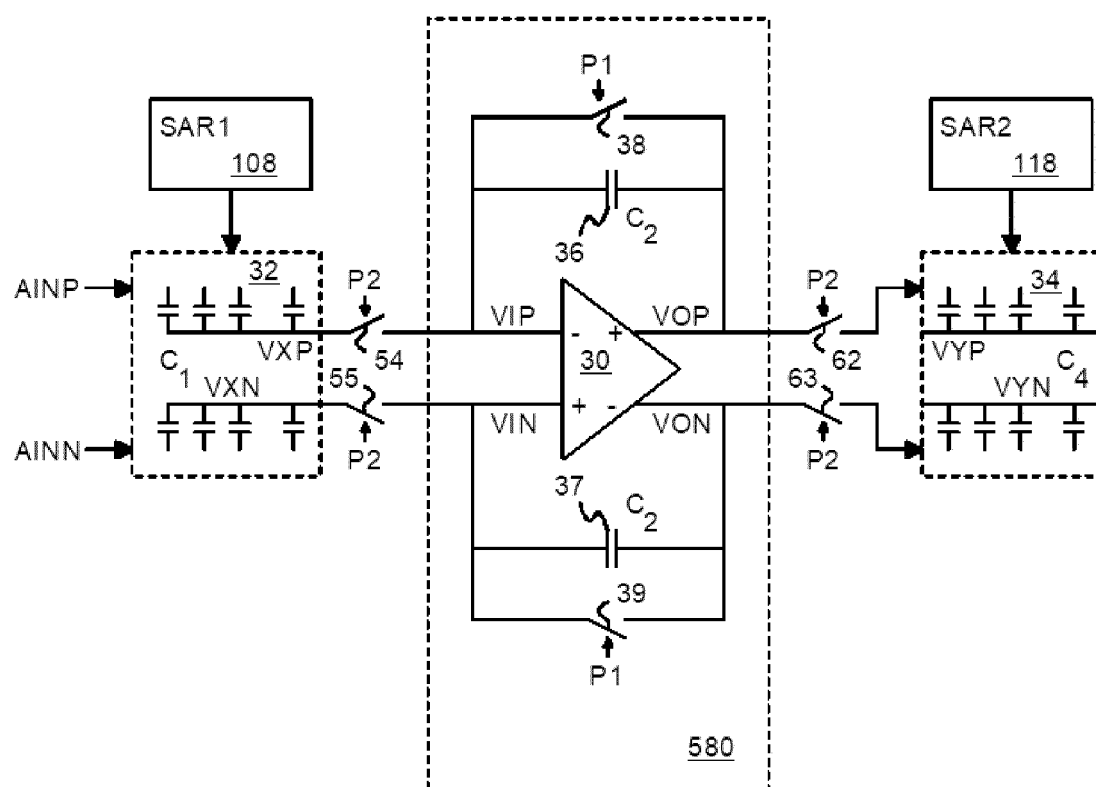 P1
38
C2
36
SAR1
108
SAR2
118
AINP
32
P2
54
VIP
VOP
P2
62
34
C1
VXP
VXN
55
30
- +
+ -
63
VYP
C4
VYN
AINN
P2
VIN
VON
P2
37
C2
39
P1
580